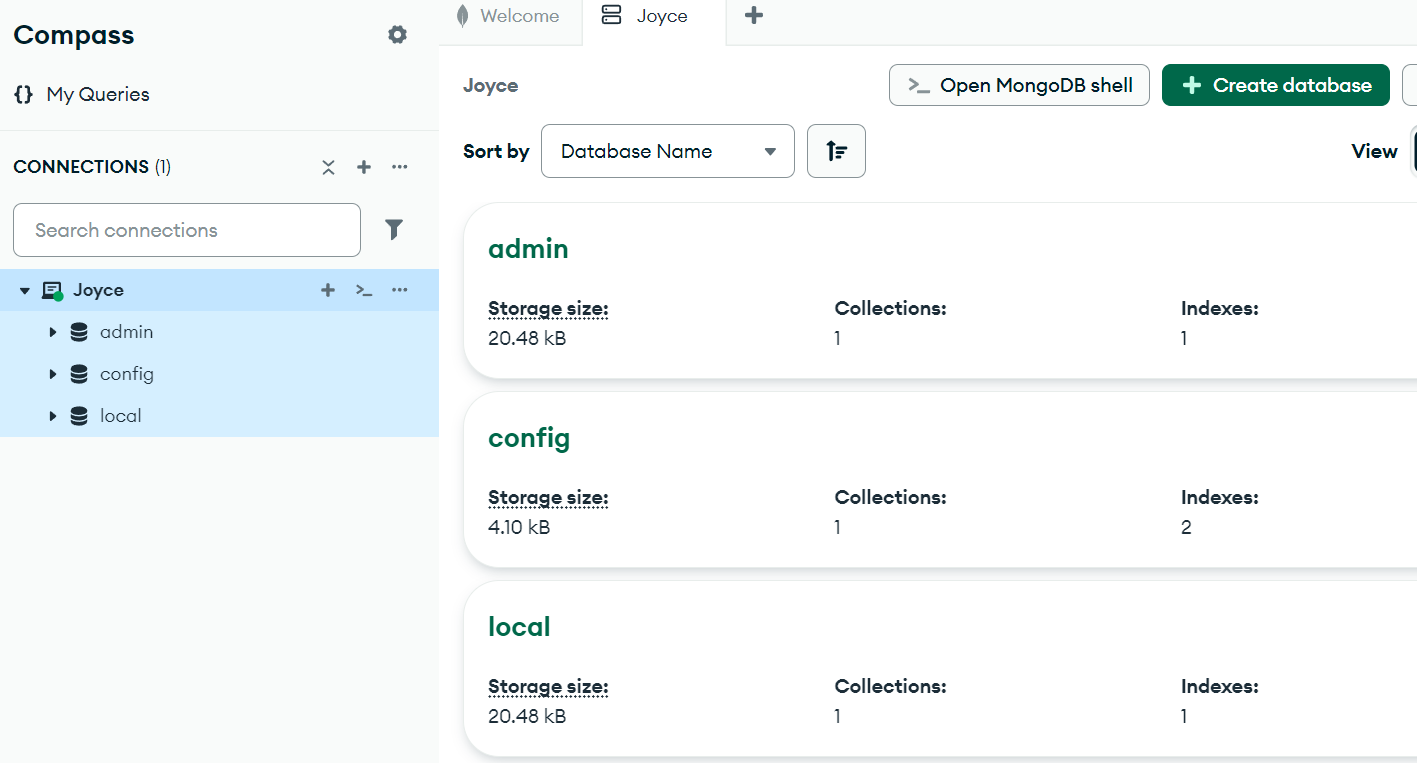 Compass
My Queries
CONNECTIONS (1)
Search connections
Joyce
admin
config
local
Welcome
Joyce
Joyce
>_ Open MongoDB shell
Create database
Sort by
Database Name
View
admin
Storage size:
Collections:
Indexes:
20.48 kB
1
1
config
Storage size:
Collections:
Indexes:
4.10 kB
1
2
local
Storage size:
Collections:
Indexes:
20.48 kB
1
1